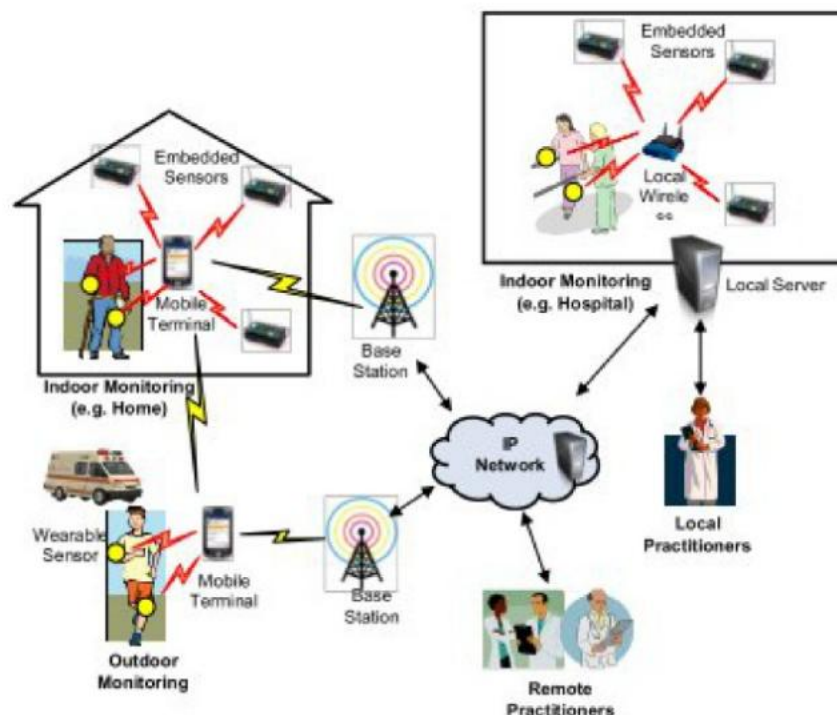 Embedded
Sensors
Local
Wirele
Indoor Monitoring
(e.g. Hospital)
Local Server
Embedded
Sensors
Mobile
Terminal
Indoor Monitoring
(e.g. Home)
Base
Station
IP
Network
Local
Practitioners
Wearable
Sensor
Mobile
Terminal
Base
Station
Outdoor
Monitoring
Remote
Practitioners